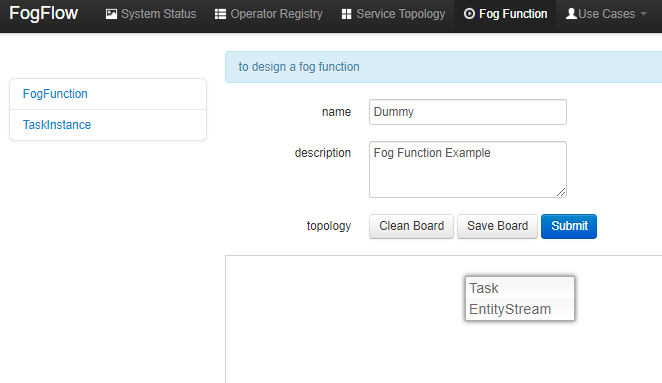 FogFlow System Status Operator Registry Service Topology Fog Function Use Cases
to design a fog function
FogFunction
TaskInstance
name Dummy
description Fog Function Example
topology Clean Board Save Board Submit
Task
EntityStream